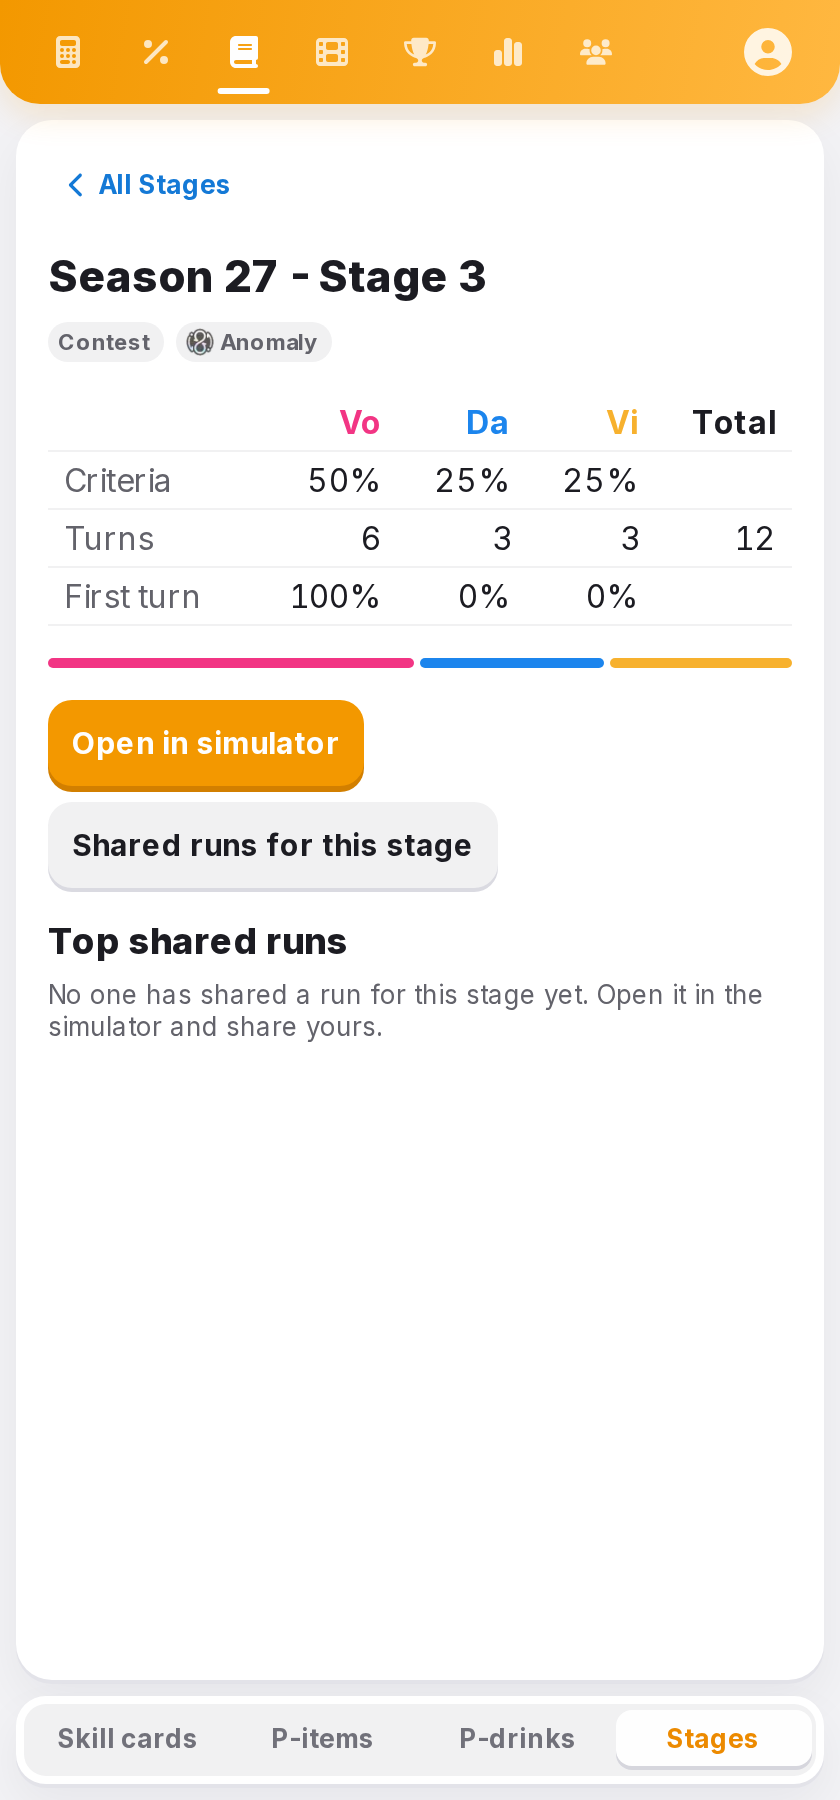 All Stages
Season 27 - Stage 3
Contest Anomaly
Vo Da Vi Total
Criteria 50% 25% 25%
Turns 6 3 3 12
First turn 100% 0% 0%
Open in simulator
Shared runs for this stage
Top shared runs
No one has shared a run for this stage yet. Open it in the
simulator and share yours.
Skill cards P-items P-drinks Stages